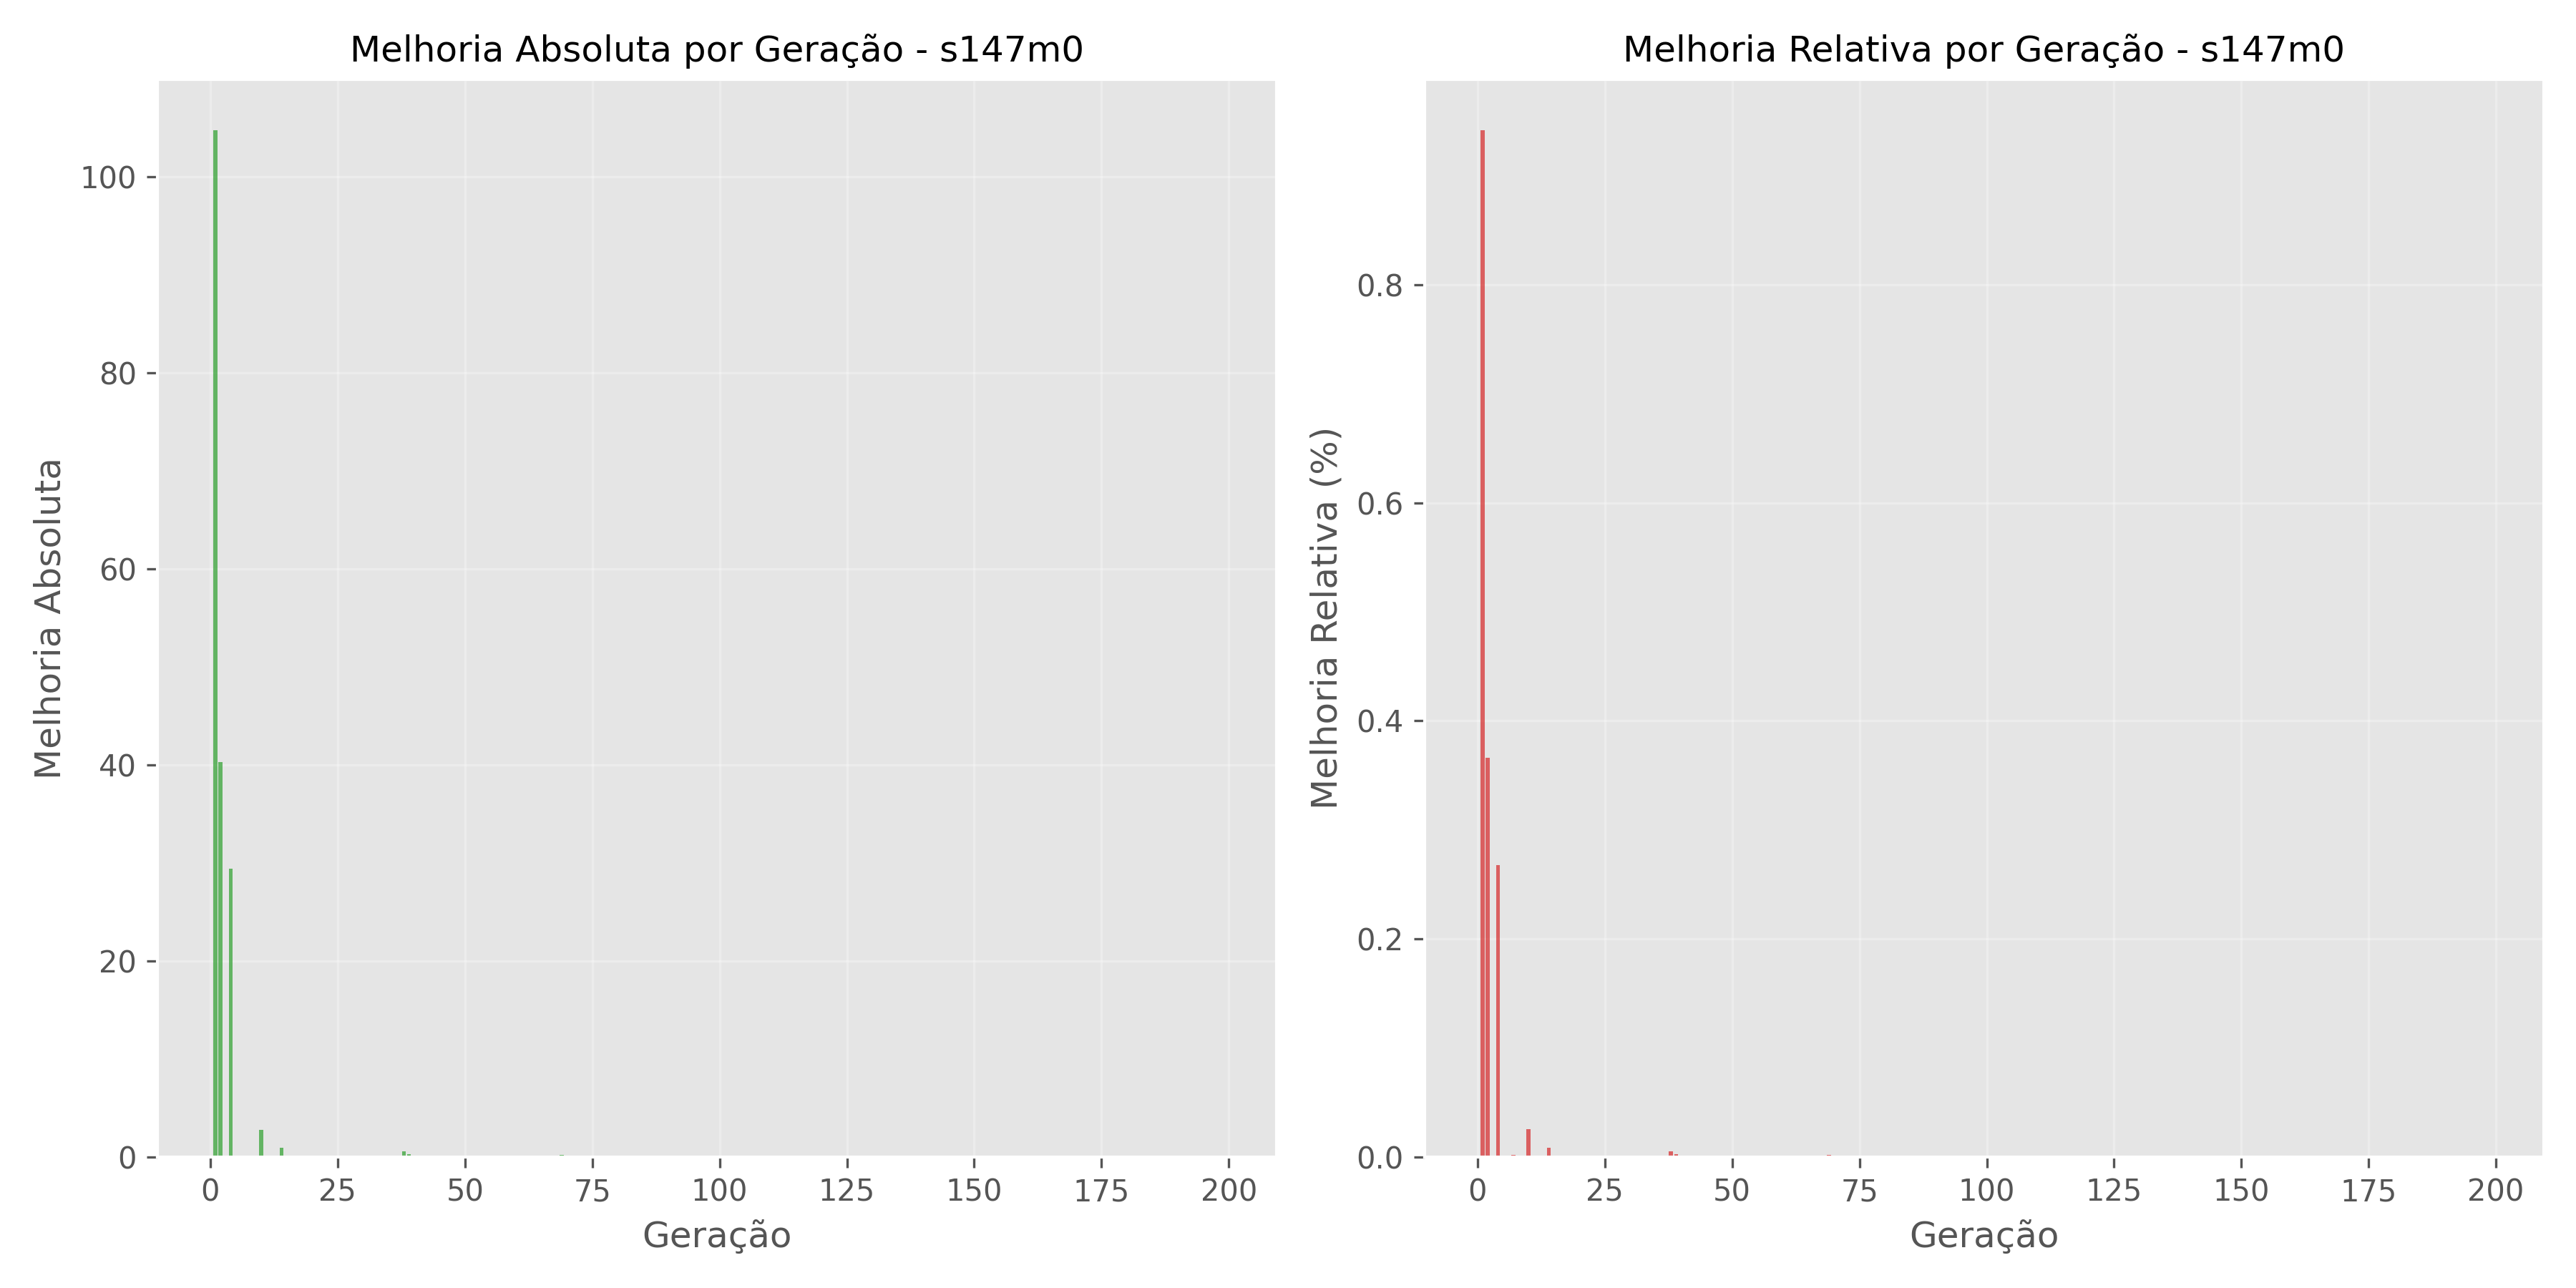 Melhoria Absoluta por Geração - s147m0
Melhoria Absoluta
100
80
60
40
20
0
0 25 50 75 100 125 150 175 200
Geração
Melhoria Relativa por Geração - s147m0
Melhoria Relativa (%)
0.8
0.6
0.4
0.2
0.0
0 25 50 75 100 125 150 175 200
Geração